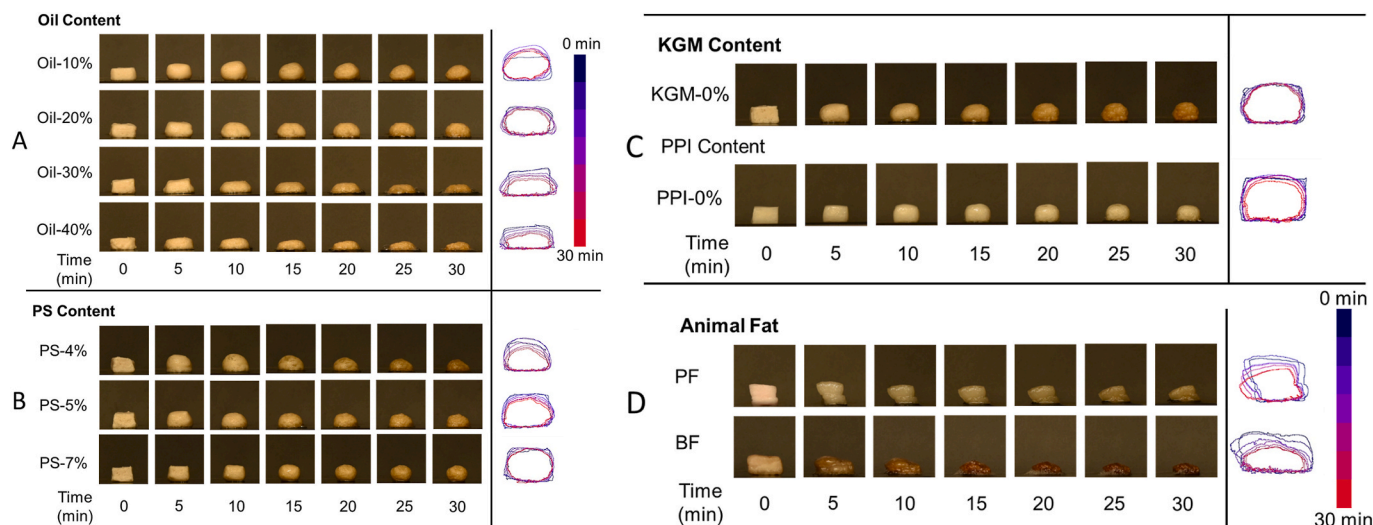 Oil Content
Oil-10%
Oil-20%
A
Oil-30%
Oil-40%
Time
(min)
0 5 10 15 20 25 30
0 min
30 min
PS Content
PS-4%
B
PS-5%
PS-7%
Time
(min)
0 5 10 15 20 25 30
KGM Content
KGM-0%
C
PPI Content
PPI-0%
Time
(min)
0 5 10 15 20 25 30
Animal Fat
PF
D
BF
Time
(min)
0 5 10 15 20 25 30
0 min
30 min